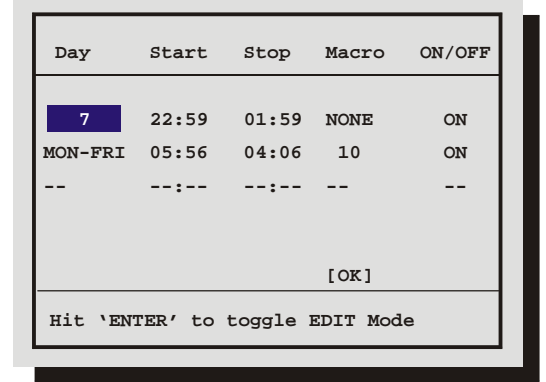 Day Start Stop Macro ON/OFF
7 22:59 01:59 NONE ON
MON-FRI 05:56 04:06 10 ON
-- --:-- --:-- -- --
[OK]
Hit ‘ENTER’ to toggle EDIT Mode